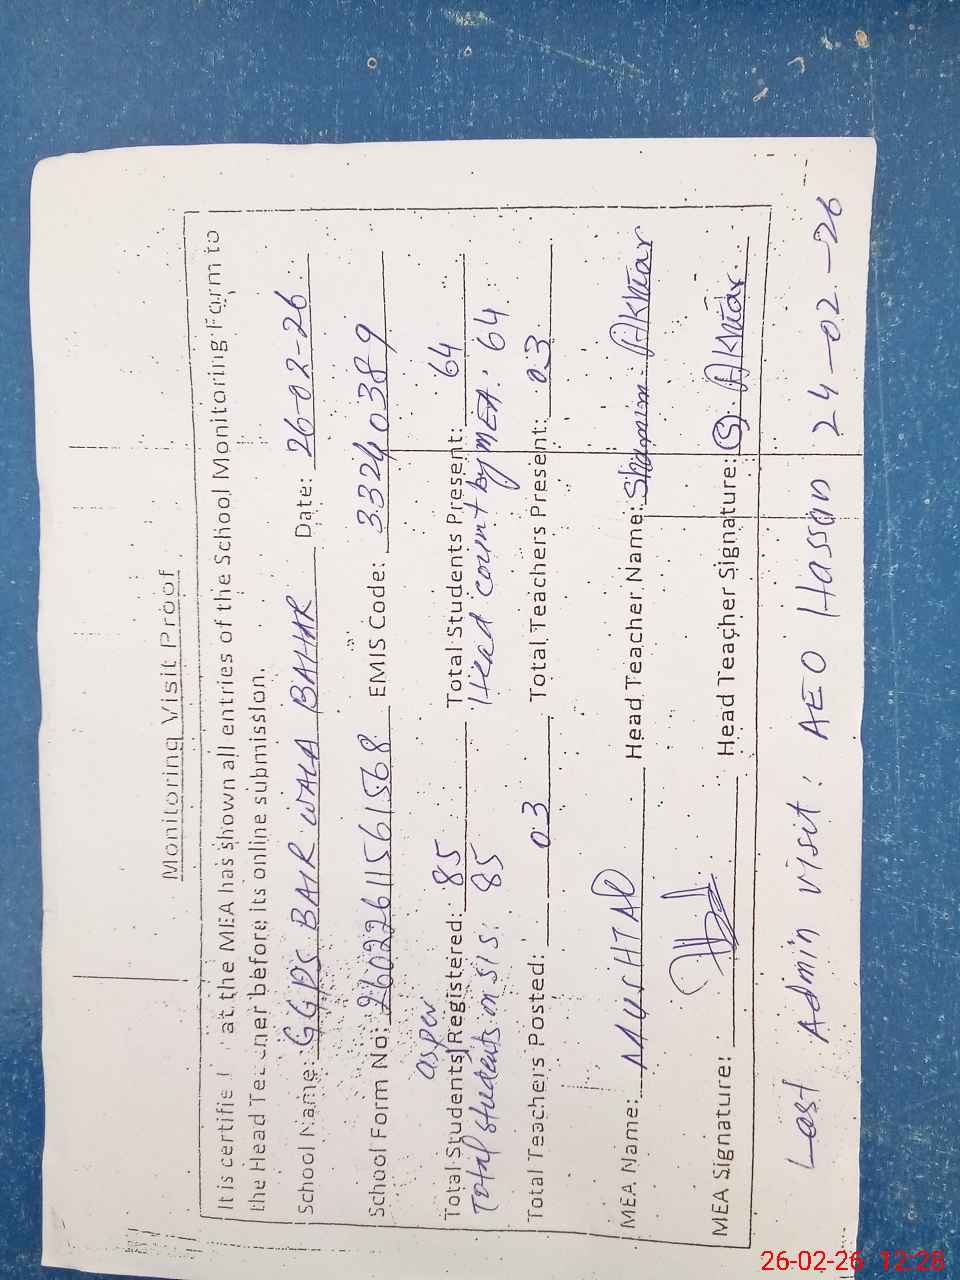 Monitoring Visit Proof
It is certifie at the MEA has shown all entries of the School Monitoring Form to
the Head Teacher before its online submission.
School Name: GGPS BAIR WALA BAHAR Date: 26-02-26
School Form No: 26022611561568 EMIS Code: 33240389
as per
Total Students Registered: 85 Total Students Present: 64
Total students on SIS: 85 Head count by MEA: 64
Total Teachers Posted: 03 Total Teachers Present: 03
MEA Name: MUSHTAQ Head Teacher Name: Shamim Akhtar
MEA Signature: Head Teacher Signature: (S). Akhtar.
Last Admin visit: AEO Hassan 24-02-26
26-02-26 12:28